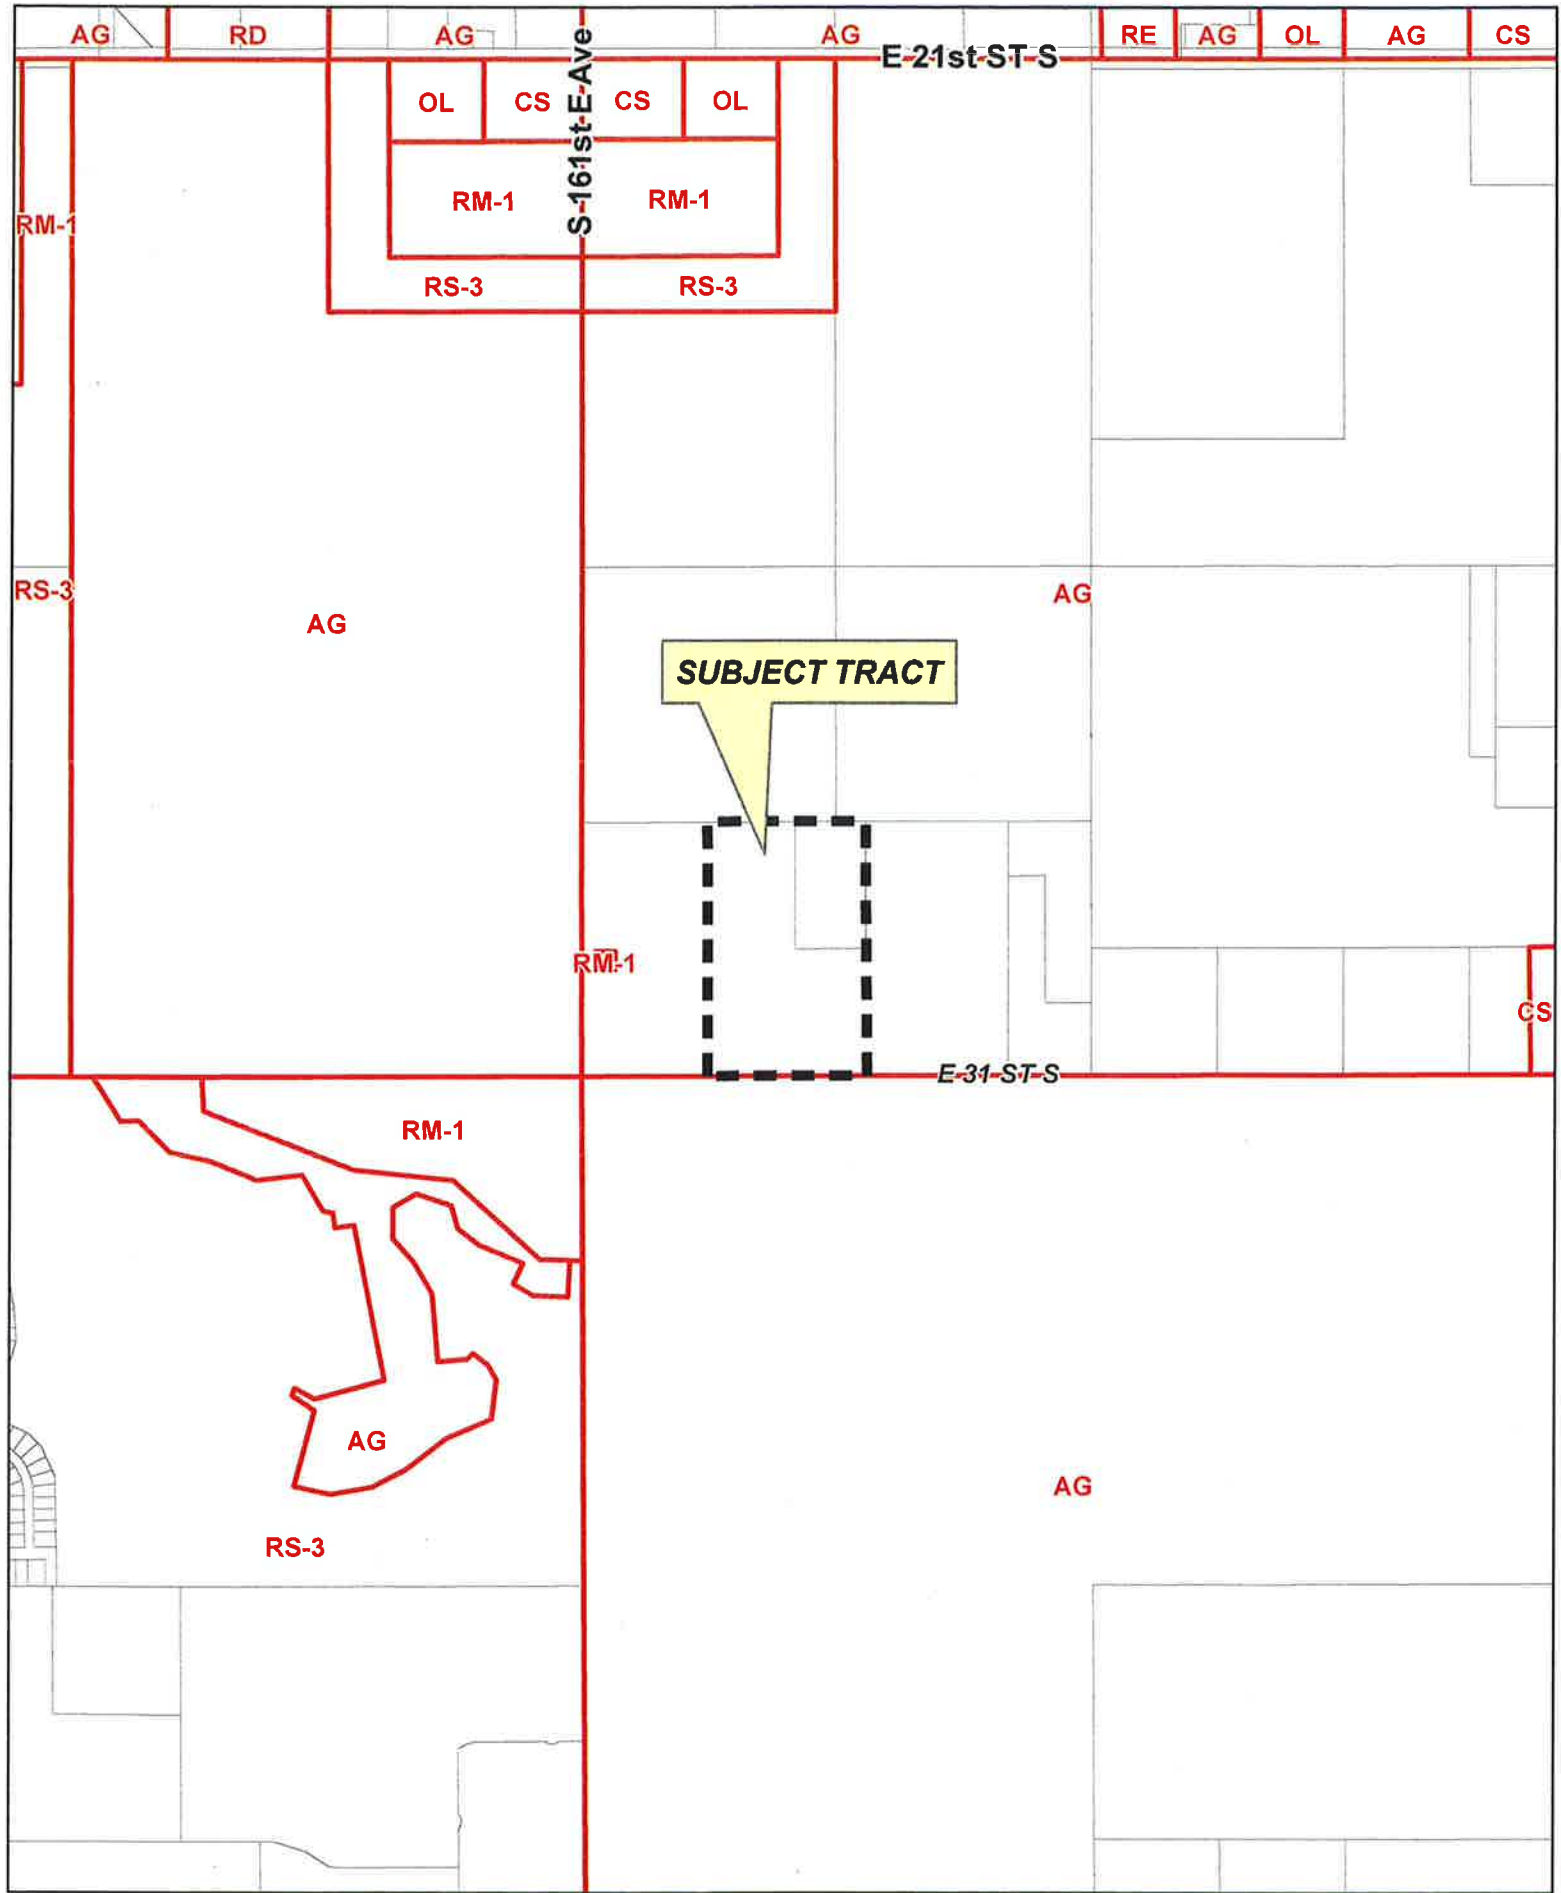 AG RD AG AG RE AG OL AG CS
E 21st ST S
S 161st E Ave
OL CS CS OL
RM-1 RM-1
RM-1
RS-3 RS-3
RS-3
AG
AG
SUBJECT TRACT
RM-1
CS
E 31 ST S
RM-1
AG
AG
RS-3